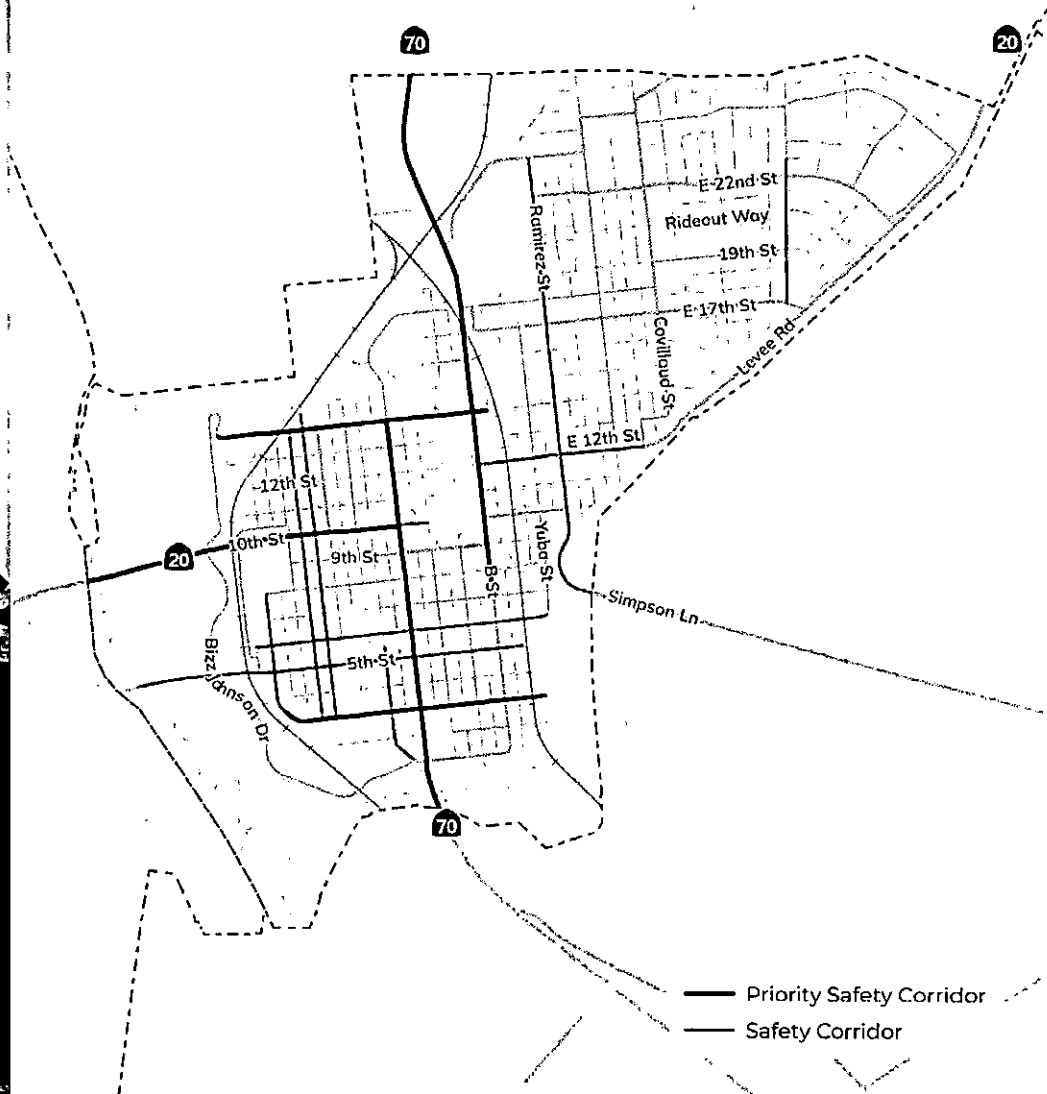 70
20
E 22nd St
Rideout Way
Ramirez St
19th St
E 17th St
Covillaud St
Levee Rd
E 12th St
12th St
10th St
20
9th St
Yuba St
B St
Simpson Ln
5th St
Bizz Johnson Dr
70
Priority Safety Corridor
Safety Corridor